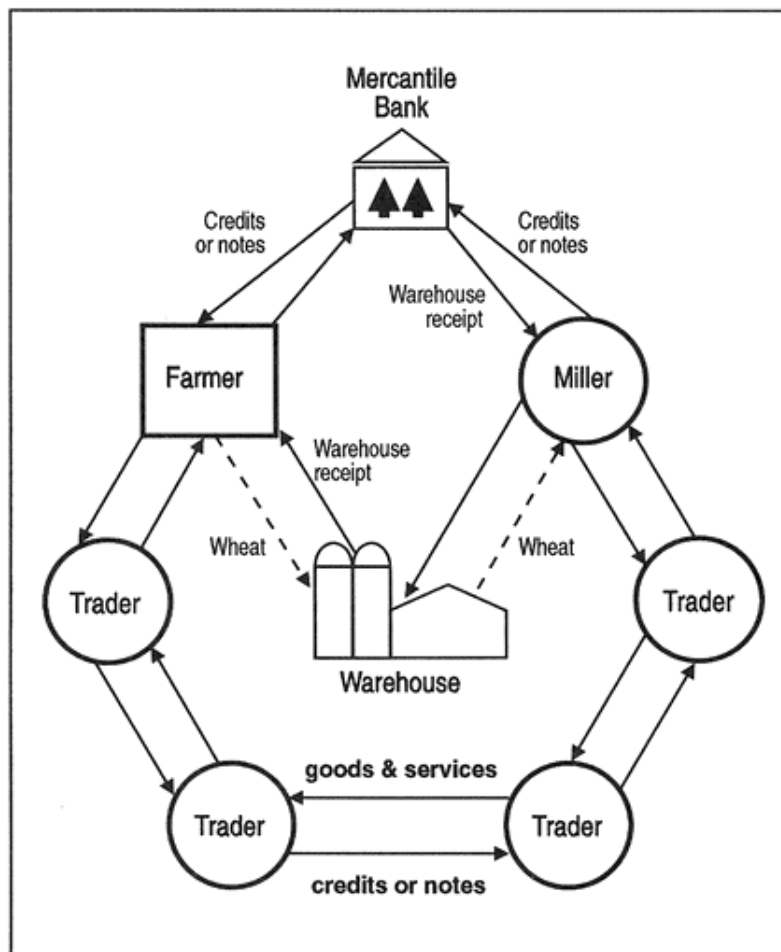 Mercantile
Bank
Credits
or notes
Credits
or notes
Warehouse
receipt
Farmer
Miller
Warehouse
receipt
Wheat
Wheat
Trader
Trader
Warehouse
goods & services
Trader
Trader
credits or notes